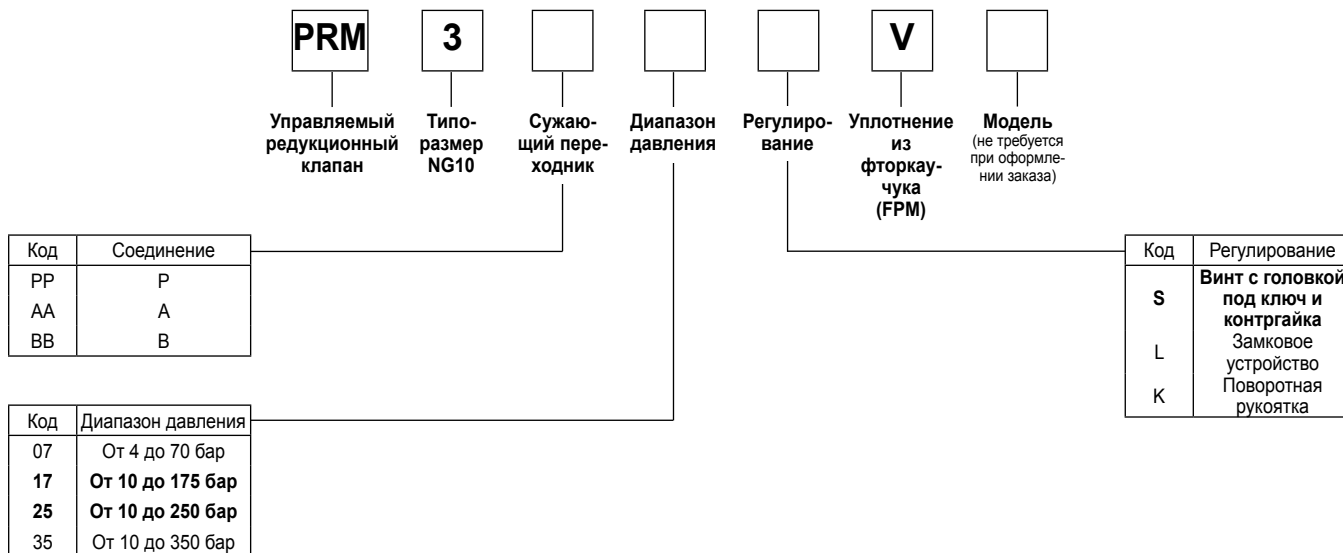 PRM 3 V
Управляемый
редукционный
клапан
Типо-
размер
NG10
Сужаю-
щий пере-
ходник
Диапазон
давления
Регулиро-
вание
Уплотнение
из
фторкау-
чука
(FPM)
Модель
(не требуется
при оформле-
нии заказа)
Код Соединение
PP P
AA A
BB B
Код Диапазон давления
07 От 4 до 70 бар
17 От 10 до 175 бар
25 От 10 до 250 бар
35 От 10 до 350 бар
Код Регулирование
S Винт с головкой
под ключ и
контргайка
L Замковое
устройство
K Поворотная
рукоятка